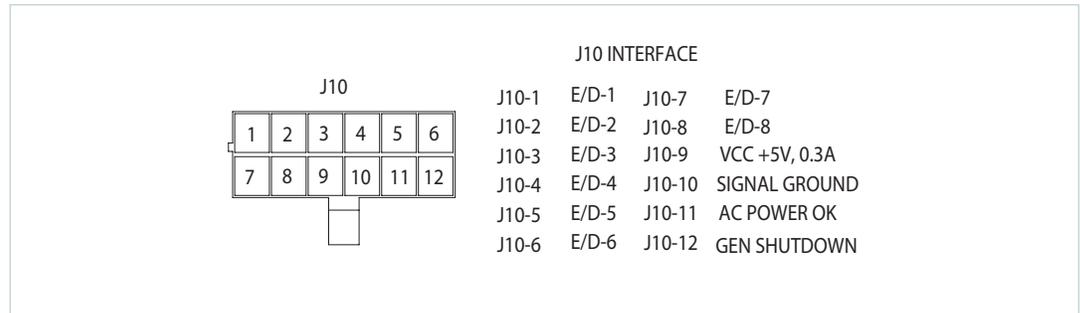 J10 INTERFACE
J10
1 2 3 4 5 6
7 8 9 10 11 12
J10-1 E/D-1 J10-7 E/D-7
J10-2 E/D-2 J10-8 E/D-8
J10-3 E/D-3 J10-9 VCC +5V, 0.3A
J10-4 E/D-4 J10-10 SIGNAL GROUND
J10-5 E/D-5 J10-11 AC POWER OK
J10-6 E/D-6 J10-12 GEN SHUTDOWN